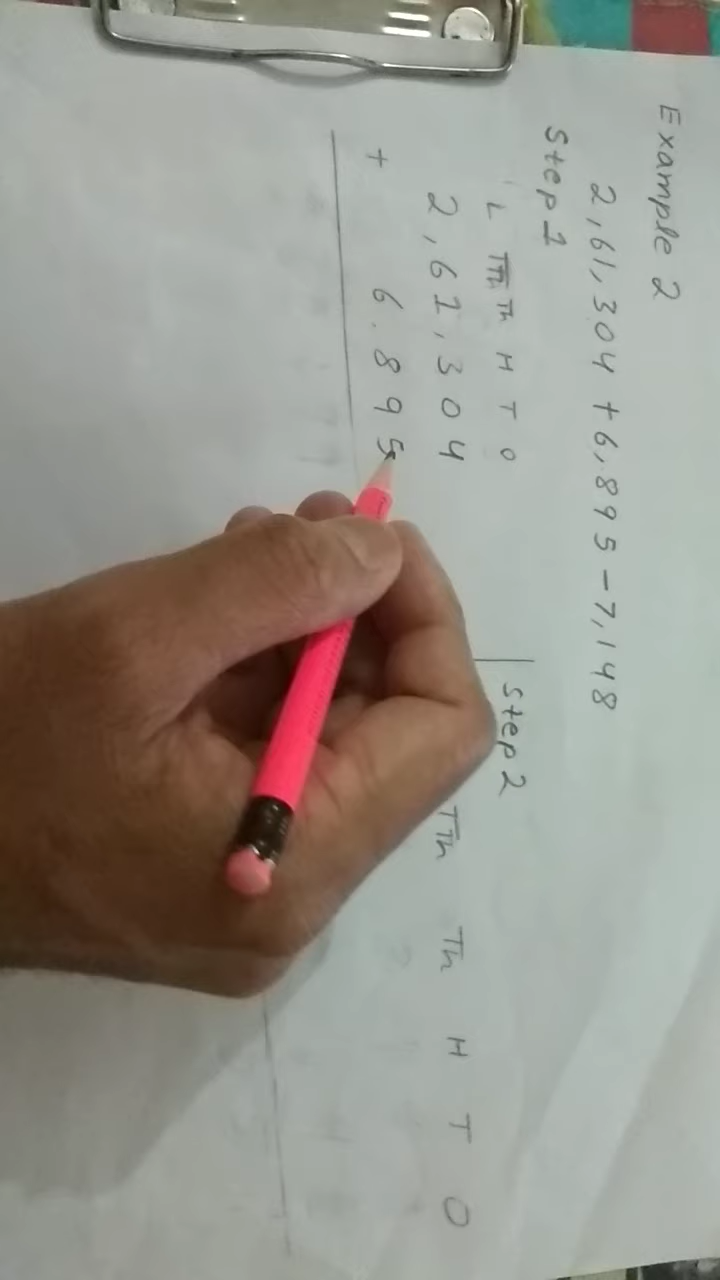 Example 2
2,61,304 + 6,895 - 7,148
Step 1
L TTh Th H T O
2,61,304
+ 6.895
Step 2
TTh Th H T O